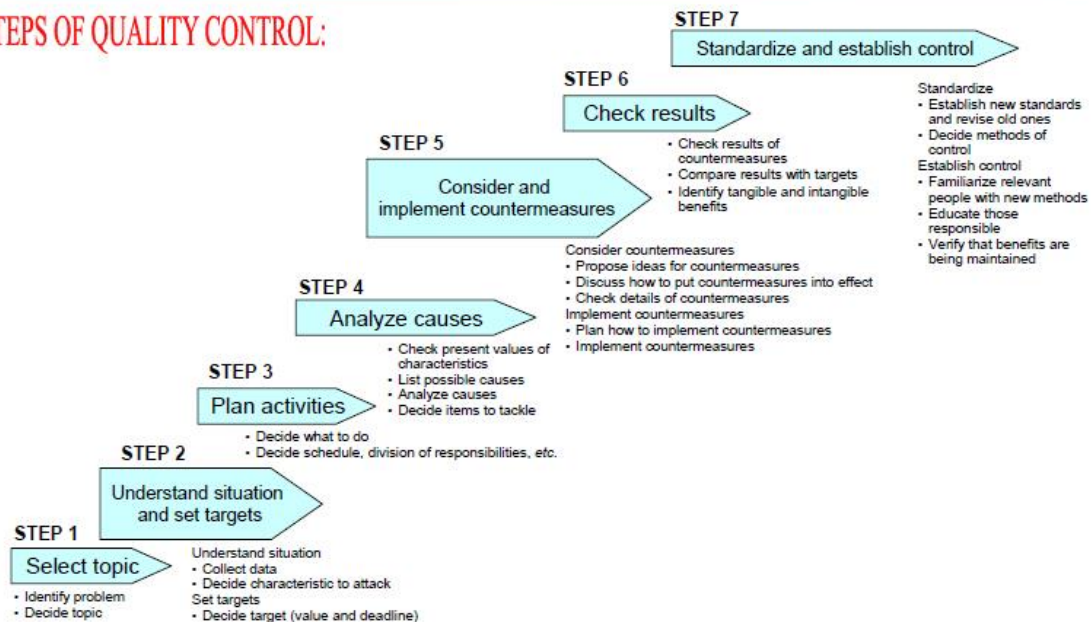 TEPS OF QUALITY CONTROL:
STEP 1
Select topic
• Identify problem
• Decide topic
STEP 2
Understand situation
and set targets
Understand situation
• Collect data
• Decide characteristic to attack
Set targets
• Decide target (value and deadline)
STEP 3
Plan activities
• Decide what to do
• Decide schedule, division of responsibilities, etc.
STEP 4
Analyze causes
• Check present values of
characteristics
• List possible causes
• Analyze causes
• Decide items to tackle
STEP 5
Consider and
implement countermeasures
Consider countermeasures
• Propose ideas for countermeasures
• Discuss how to put countermeasures into effect
• Check details of countermeasures
Implement countermeasures
• Plan how to implement countermeasures
• Implement countermeasures
STEP 6
Check results
• Check results of
countermeasures
• Compare results with targets
• Identify tangible and intangible
benefits
STEP 7
Standardize and establish control
Standardize
• Establish new standards
and revise old ones
• Decide methods of
control
Establish control
• Familiarize relevant
people with new methods
• Educate those
responsible
• Verify that benefits are
being maintained